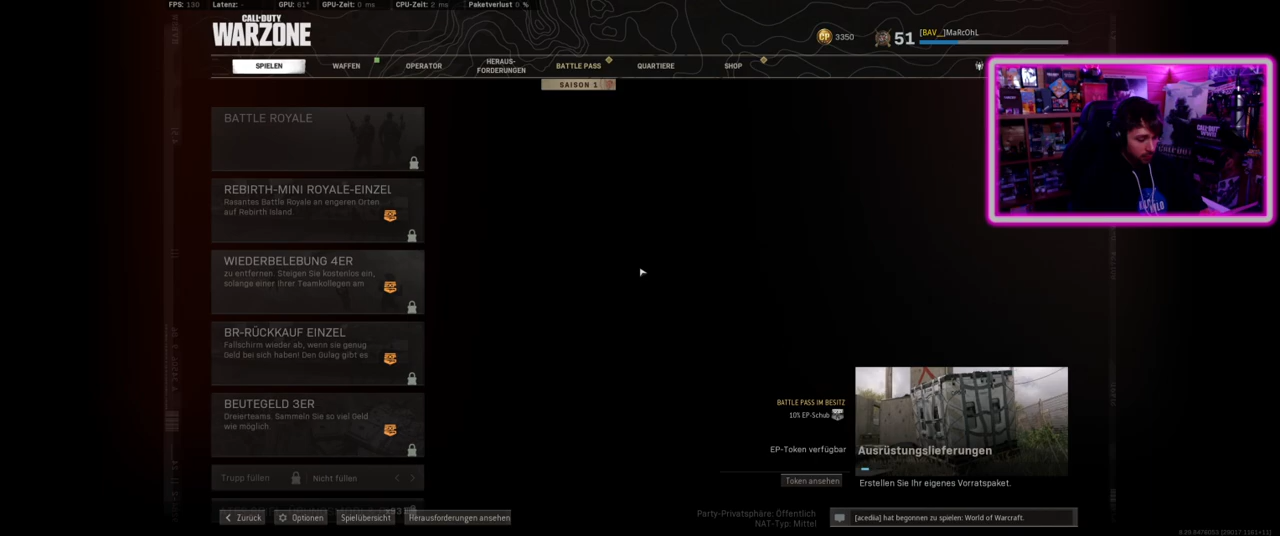 FPS: 130 Latenz: - GPU: 61° GPU-Zeit: 0 ms CPU-Zeit: 2 ms Paketverlust 0 %
CALL OF DUTY
WARZONE
CP 3350
51
[BAV_]MaRcOhL
SPIELEN
WAFFEN
OPERATOR
HERAUS-
FORDERUNGEN
BATTLE PASS
QUARTIERE
SHOP
SAISON 1
BATTLE ROYALE
REBIRTH-MINI ROYALE-EINZEL
Rasantes Battle Royale an engeren Orten
auf Rebirth Island.
WIEDERBELEBUNG 4ER
zu entfernen. Steigen Sie kostenlos ein,
solange einer Ihrer Teamkollegen am
BR-RÜCKKAUF EINZEL
Fallschirm wieder ab, wenn sie genug
Geld bei sich haben! Den Gulag gibt es
BEUTEGELD 3ER
Dreierteams. Sammeln Sie so viel Geld
wie möglich
Trupp füllen
Nicht füllen
BATTLE PASS IM BESITZ
10% EP-Schub
EP-Token verfügbar
Token ansehen
Ausrüstungslieferungen
Erstellen Sie Ihr eigenes Vorratspaket.
Zurück
Optionen
Spielübersicht
Herausforderungen ansehen
Party-Privatsphäre: Öffentlich
NAT-Typ: Mittel
[acedia] hat begonnen zu spielen: World of Warcraft.